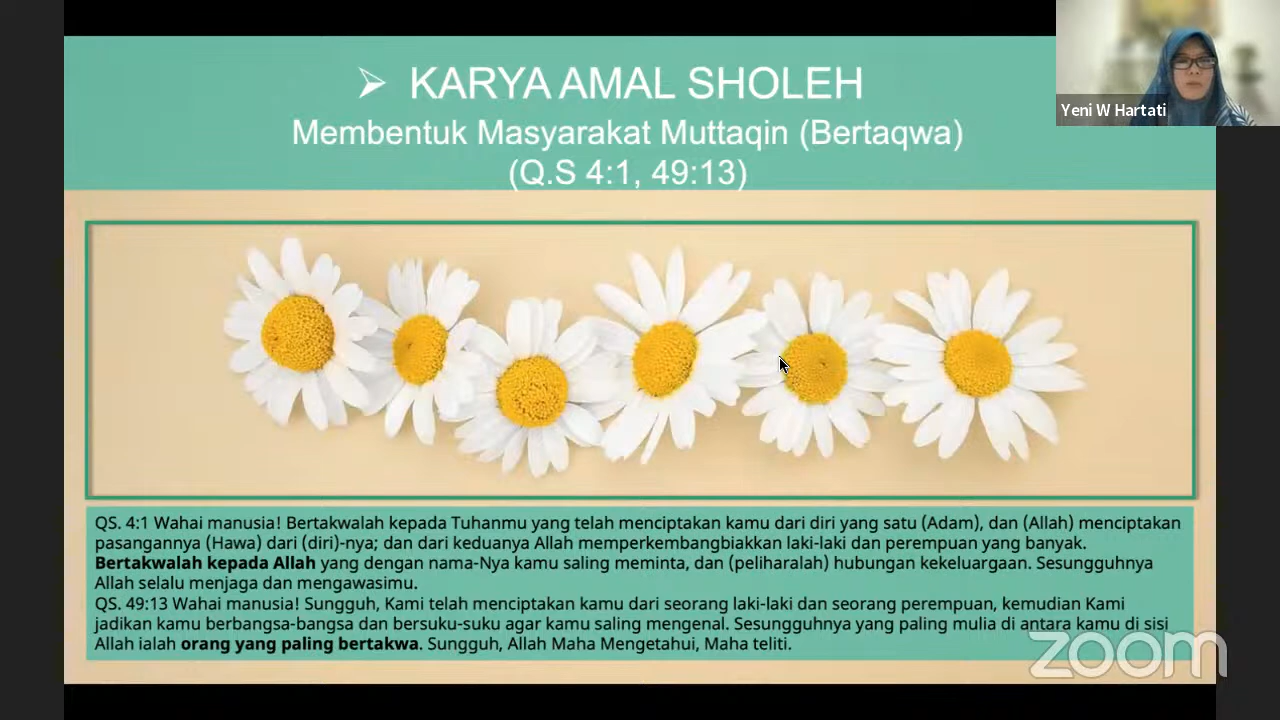 ➢ KARYA AMAL SHOLEH
Membentuk Masyarakat Muttaqin (Bertaqwa)
(Q.S 4:1, 49:13)
Yeni W Hartati
QS. 4:1 Wahai manusia! Bertakwalah kepada Tuhanmu yang telah menciptakan kamu dari diri yang satu (Adam), dan (Allah) menciptakan
pasangannya (Hawa) dari (diri)-nya; dan dari keduanya Allah memperkembangbiakkan laki-laki dan perempuan yang banyak.
Bertakwalah kepada Allah yang dengan nama-Nya kamu saling meminta, dan (peliharalah) hubungan kekeluargaan. Sesungguhnya
Allah selalu menjaga dan mengawasimu.
QS. 49:13 Wahai manusia! Sungguh, Kami telah menciptakan kamu dari seorang laki-laki dan seorang perempuan, kemudian Kami
jadikan kamu berbangsa-bangsa dan bersuku-suku agar kamu saling mengenal. Sesungguhnya yang paling mulia di antara kamu di sisi
Allah ialah orang yang paling bertakwa. Sungguh, Allah Maha Mengetahui, Maha teliti.
zoom